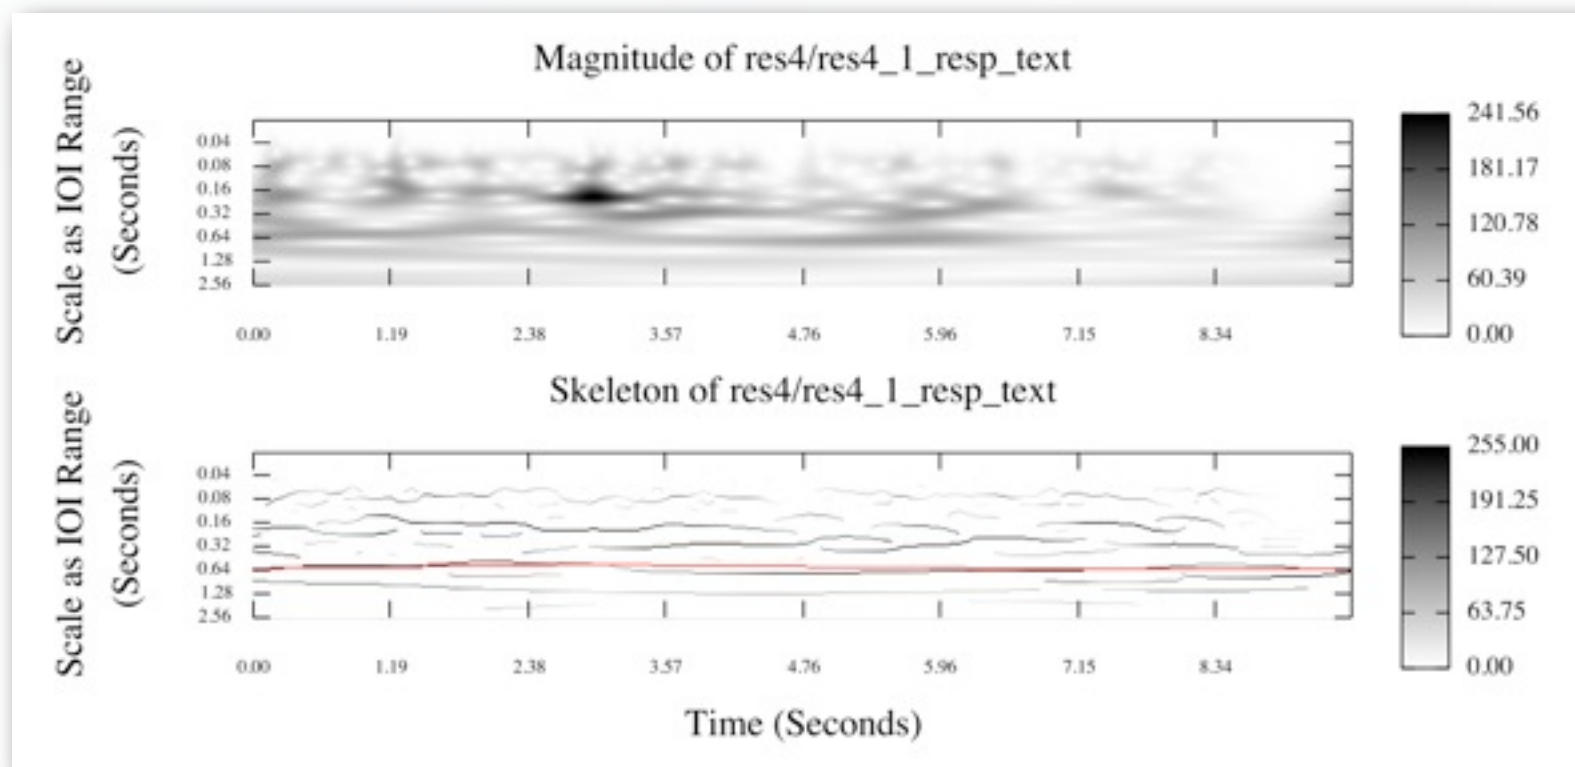 Magnitude of res4/res4_1_resp_text
Scale as IOI Range
(Seconds)
0.04
0.08
0.16
0.32
0.64
1.28
2.56
0.00 1.19 2.38 3.57 4.76 5.96 7.15 8.34
241.56
181.17
120.78
60.39
0.00
Skeleton of res4/res4_1_resp_text
Scale as IOI Range
(Seconds)
0.04
0.08
0.16
0.32
0.64
1.28
2.56
0.00 1.19 2.38 3.57 4.76 5.96 7.15 8.34
255.00
191.25
127.50
63.75
0.00
Time (Seconds)